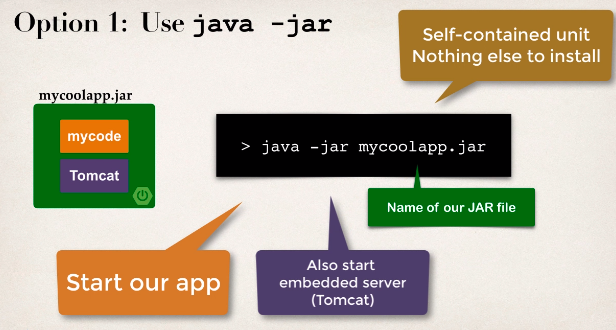 Option 1: Use java -jar
Self-contained unit
Nothing else to install
mycoolapp.jar
mycode
Tomcat
> java -jar mycoolapp.jar
Name of our JAR file
Start our app
Also start
embedded server
(Tomcat)